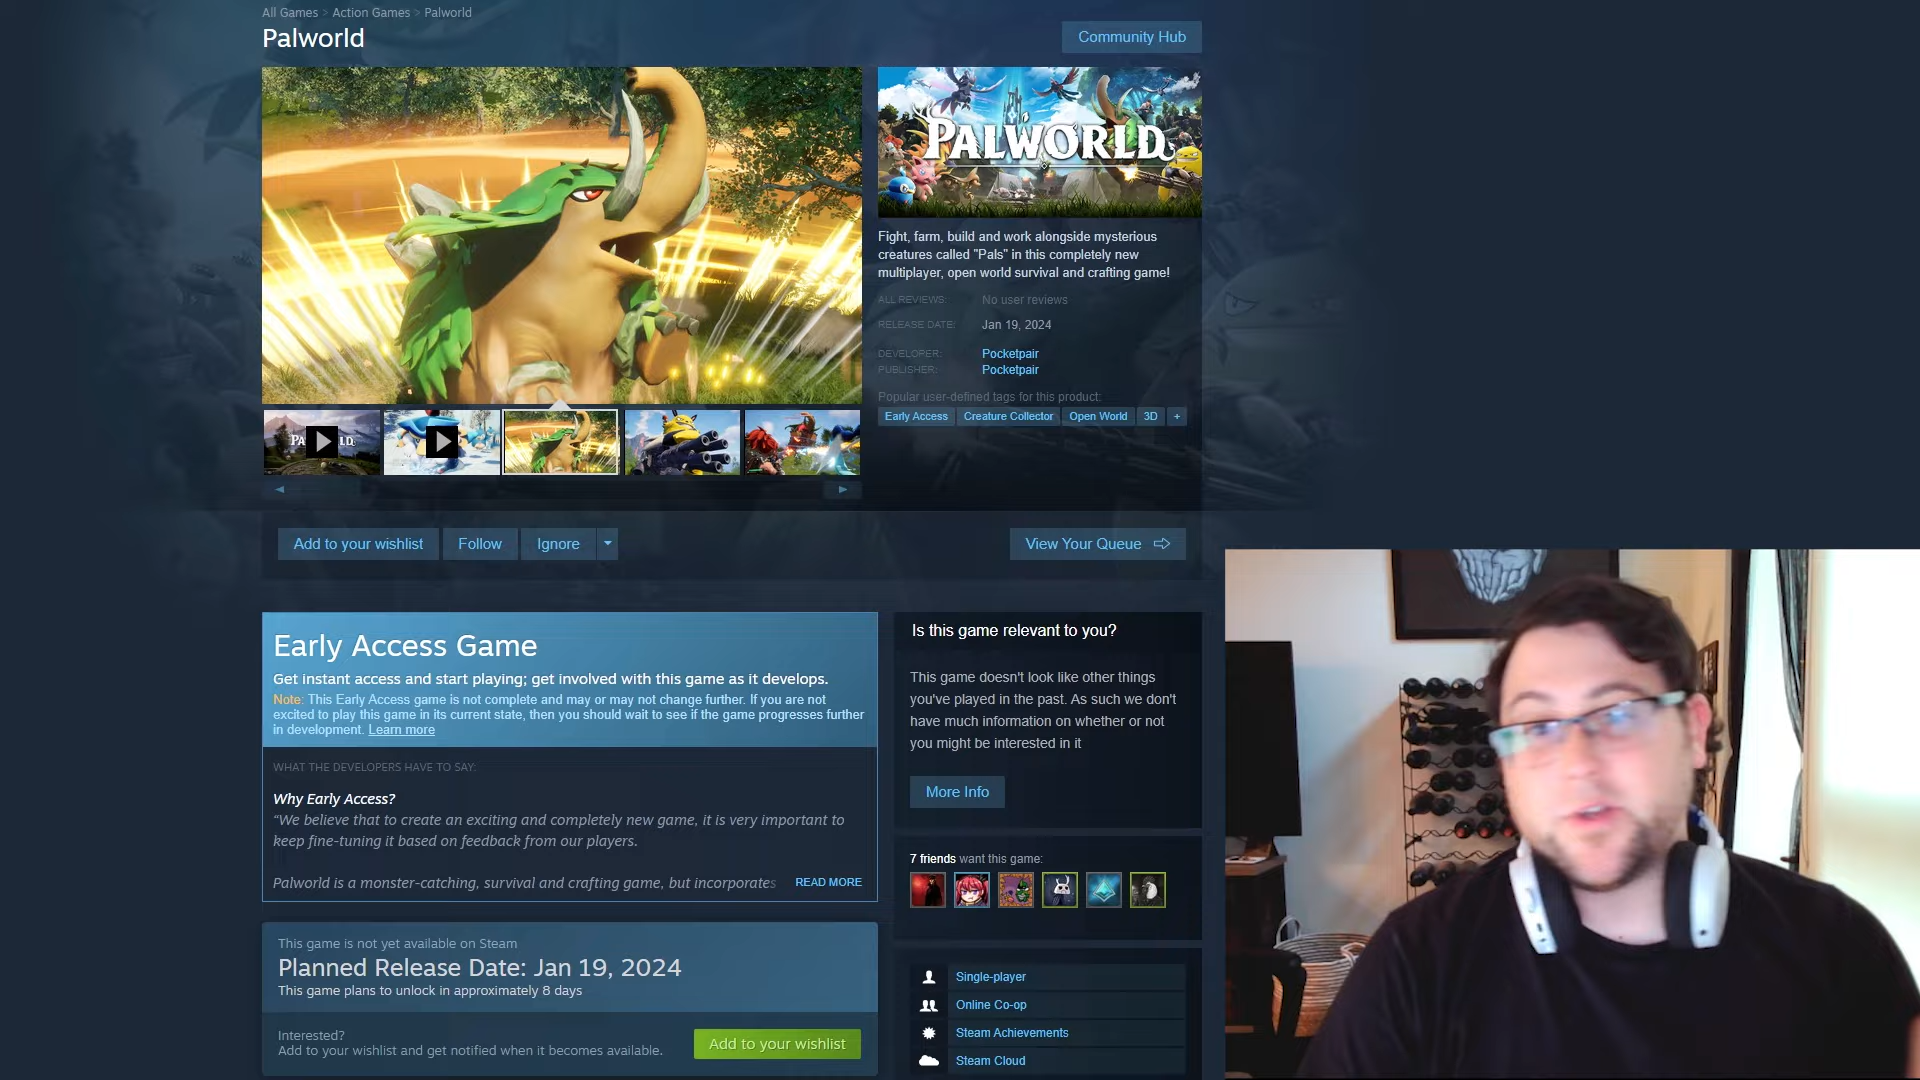 All Games > Action Games > Palworld
Palworld
Community Hub
PALWORLD
Fight, farm, build and work alongside mysterious
creatures called "Pals" in this completely new
multiplayer, open world survival and crafting game!
ALL REVIEWS: No user reviews
RELEASE DATE: Jan 19, 2024
DEVELOPER: Pocketpair
PUBLISHER: Pocketpair
Popular user-defined tags for this product:
Early Access Creature Collector Open World 3D +
Add to your wishlist Follow Ignore View Your Queue
Early Access Game
Get instant access and start playing; get involved with this game as it develops.
Note: This Early Access game is not complete and may or may not change further. If you are not
excited to play this game in its current state, then you should wait to see if the game progresses further
in development. Learn more
WHAT THE DEVELOPERS HAVE TO SAY:
Why Early Access?
“We believe that to create an exciting and completely new game, it is very important to
keep fine-tuning it based on feedback from our players.
Palworld is a monster-catching, survival and crafting game, but incorporates READ MORE
This game is not yet available on Steam
Planned Release Date: Jan 19, 2024
This game plans to unlock in approximately 8 days
Interested?
Add to your wishlist and get notified when it becomes available.
Add to your wishlist
Is this game relevant to you?
This game doesn't look like other things
you've played in the past. As such we don't
have much information on whether or not
you might be interested in it
More Info
7 friends want this game:
Single-player
Online Co-op
Steam Achievements
Steam Cloud